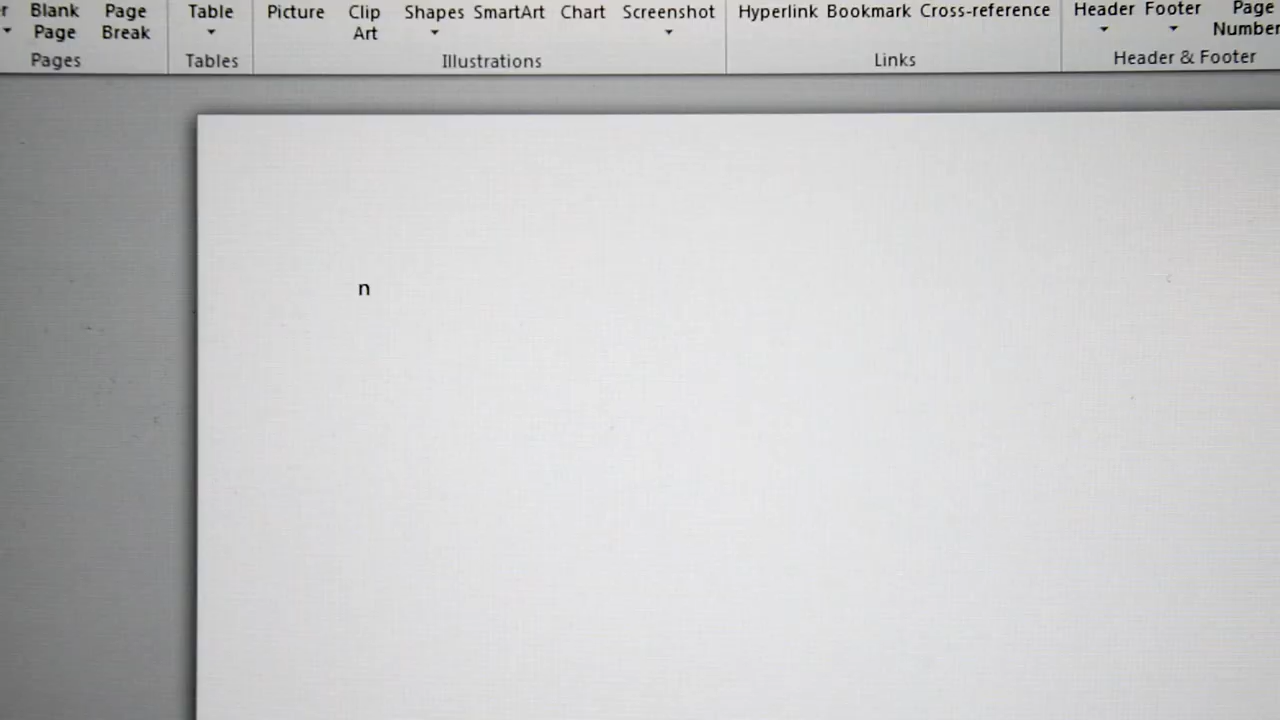 Blank Page Table Picture Clip Shapes SmartArt Chart Screenshot Hyperlink Bookmark Cross-reference Header Footer Page
Page Break Art Number
Pages Tables Illustrations Links Header & Footer
n